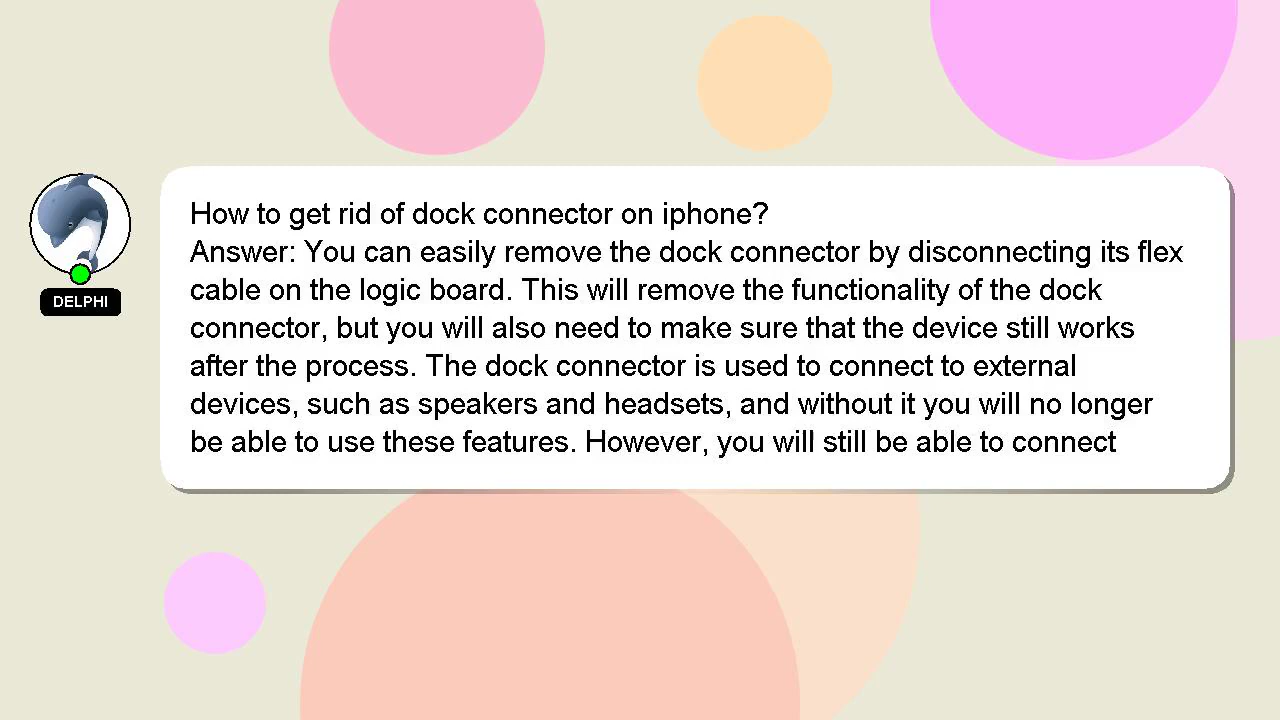 How to get rid of dock connector on iphone?
Answer: You can easily remove the dock connector by disconnecting its flex
cable on the logic board. This will remove the functionality of the dock
connector, but you will also need to make sure that the device still works
after the process. The dock connector is used to connect to external
devices, such as speakers and headsets, and without it you will no longer
be able to use these features. However, you will still be able to connect
DELPHI